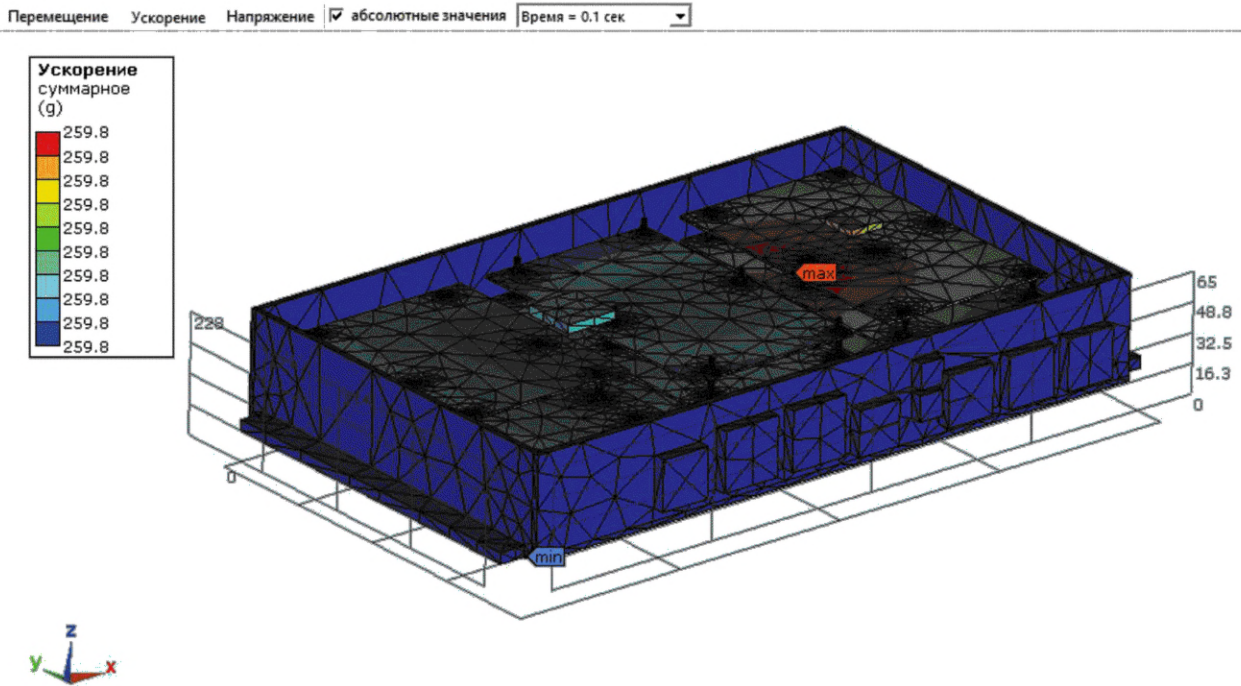 Перемещение Ускорение Напряжение абсолютные значения Время = 0.1 сек
Ускорение
суммарное
(g)
259.8
259.8
259.8
259.8
259.8
259.8
259.8
259.8
259.8
259.8
max
min
228
0
65
48.8
32.5
16.3
0
z
y
x